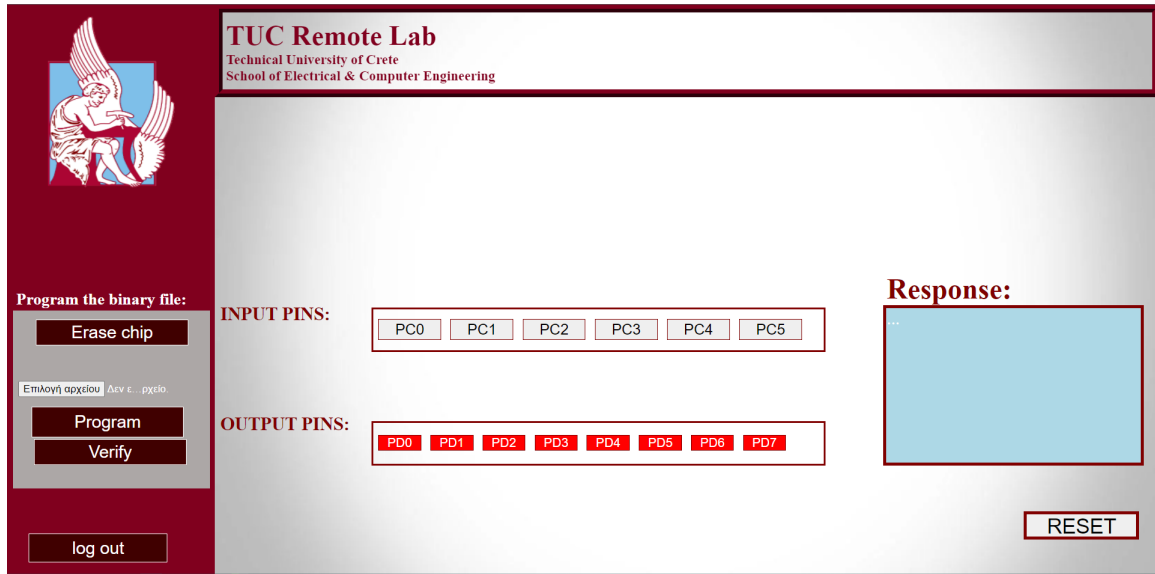 TUC Remote Lab
Technical University of Crete
School of Electrical & Computer Engineering
Program the binary file:
Erase chip
Επιλογή αρχείου Δεν ε...ρχείο.
Program
Verify
log out
INPUT PINS:
PC0 PC1 PC2 PC3 PC4 PC5
OUTPUT PINS:
PD0 PD1 PD2 PD3 PD4 PD5 PD6 PD7
Response:
...
RESET